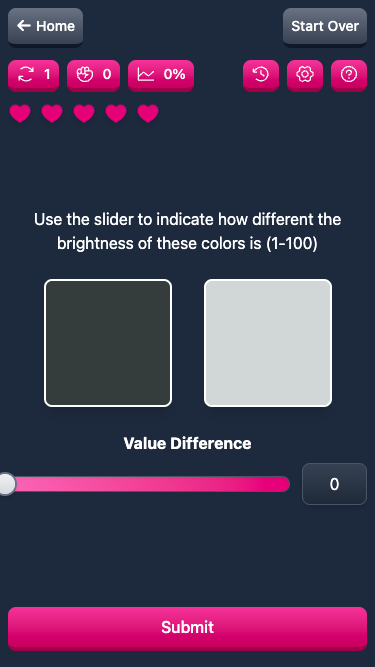 Home
Start Over
1
0
0%
Use the slider to indicate how different the
brightness of these colors is (1-100)
Value Difference
0
Submit